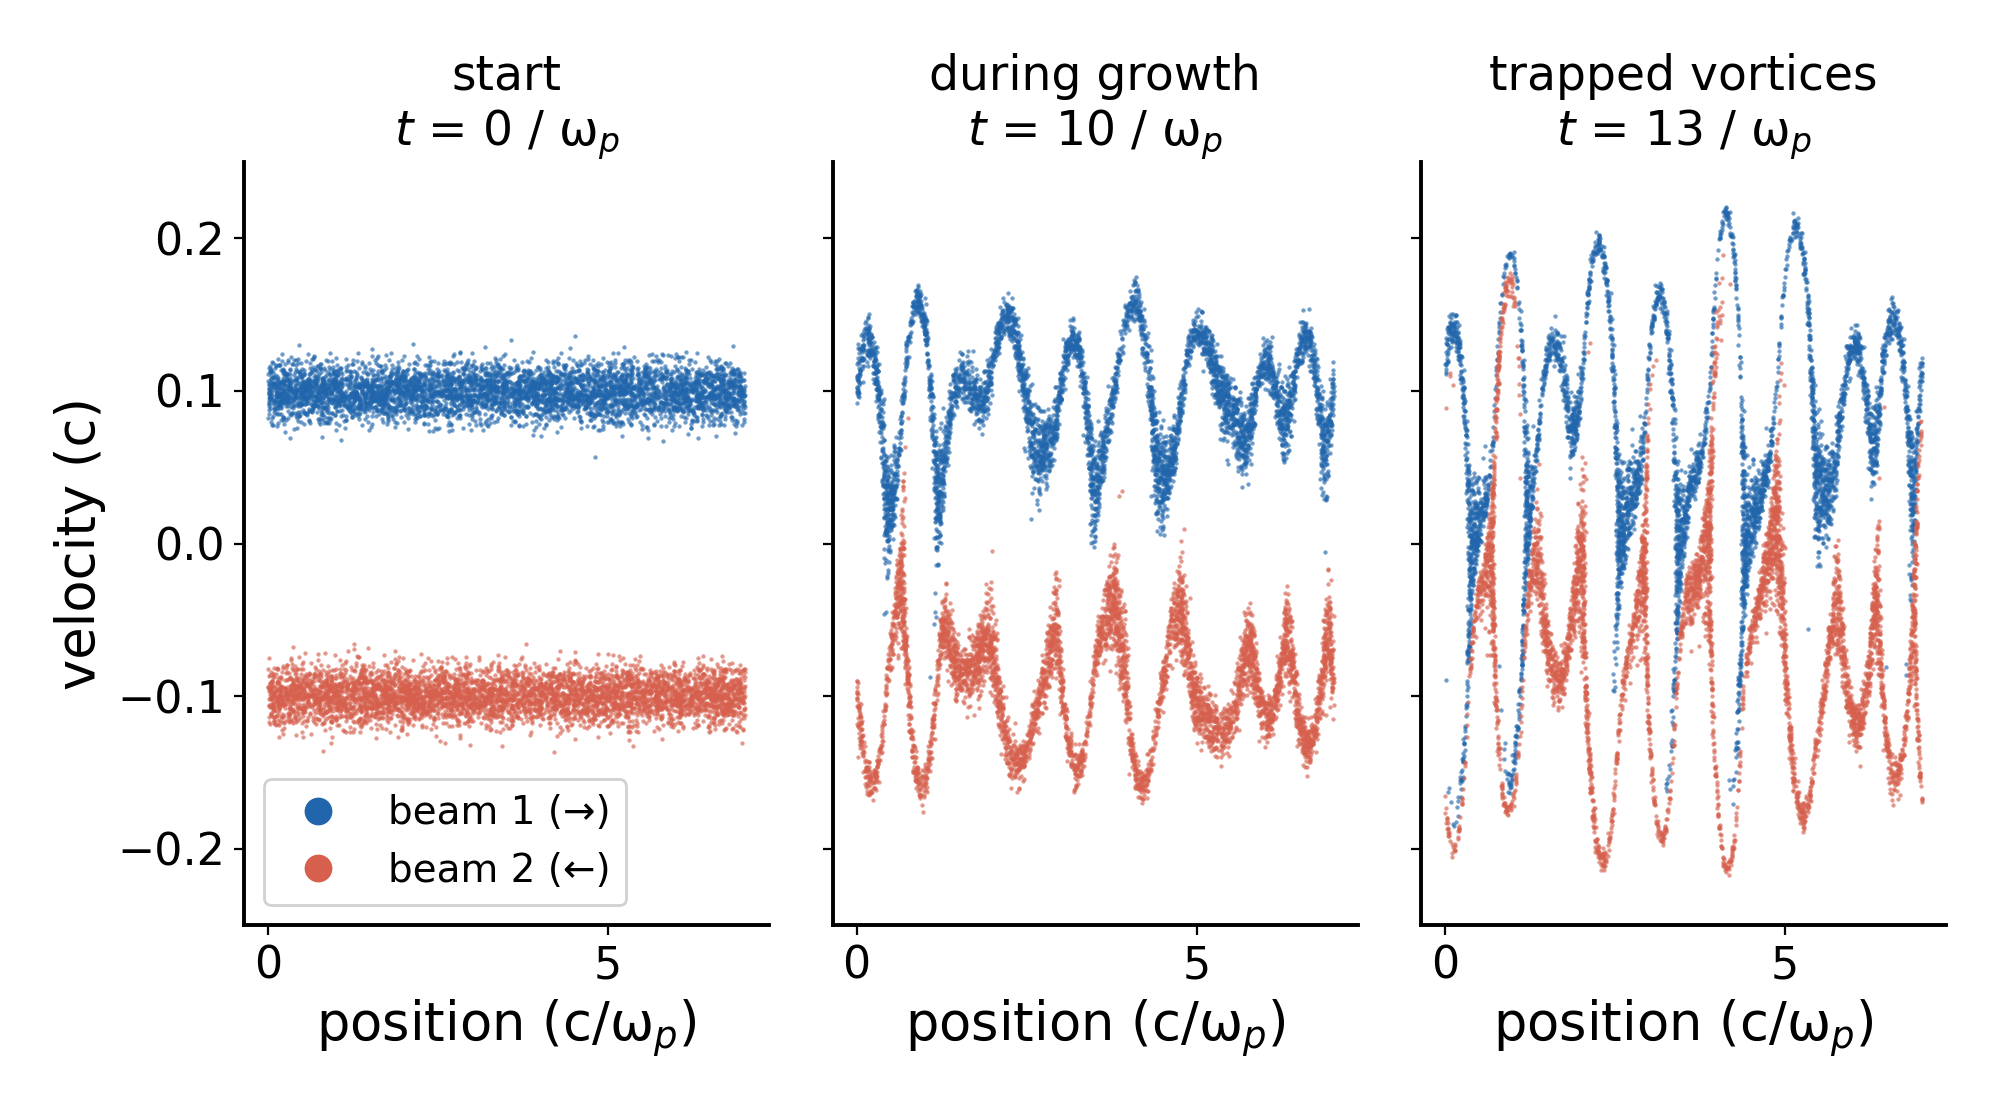 start
t = 0 / ωₚ
during growth
t = 10 / ωₚ
trapped vortices
t = 13 / ωₚ
velocity (c)
0.2
0.1
0.0
−0.1
−0.2
beam 1 (→)
beam 2 (←)
0 5
0 5
0 5
position (c/ωₚ)
position (c/ωₚ)
position (c/ωₚ)